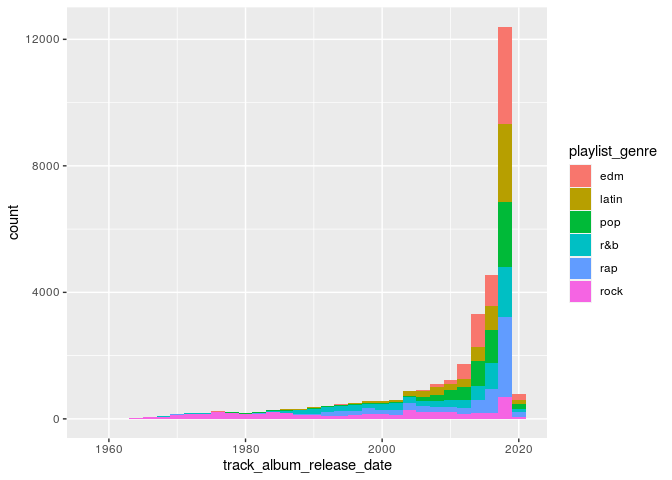 12000
8000
4000
0
count
1960
1980
2000
2020
track_album_release_date
playlist_genre
edm
latin
pop
r&b
rap
rock